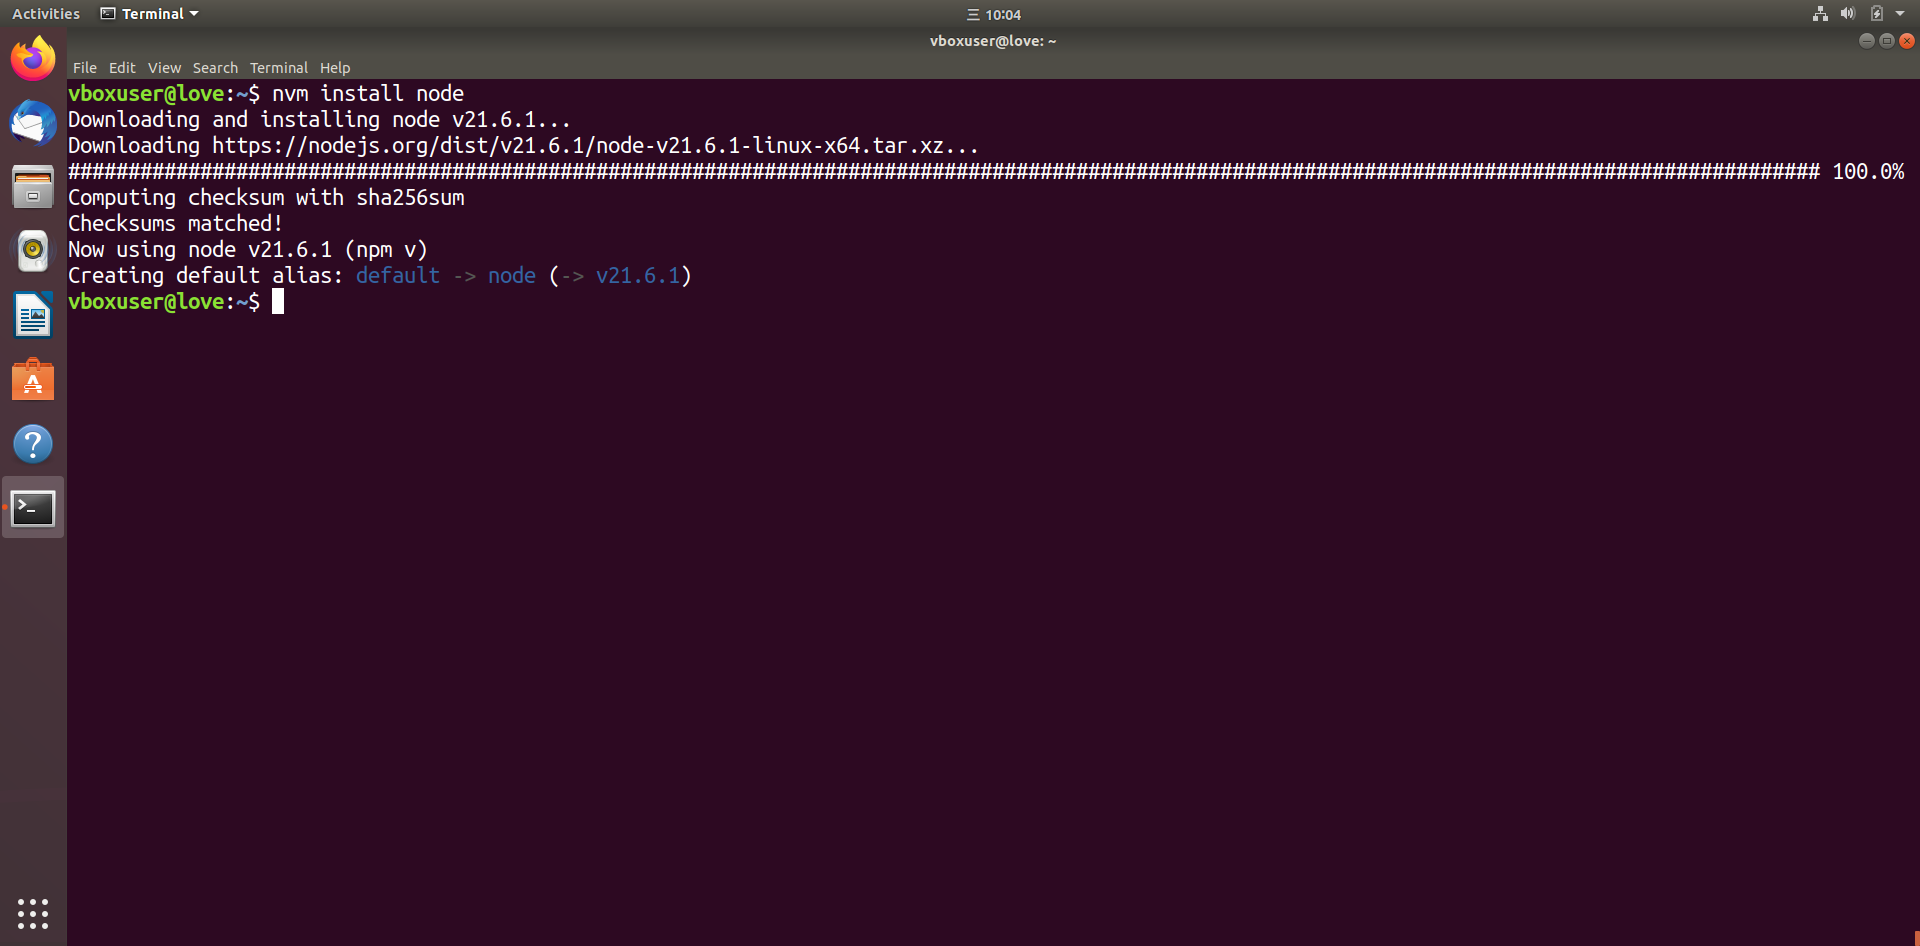 Activities Terminal 三 10:04
vboxuser@love: ~
File Edit View Search Terminal Help
vboxuser@love:~$ nvm install node
Downloading and installing node v21.6.1...
Downloading https://nodejs.org/dist/v21.6.1/node-v21.6.1-linux-x64.tar.xz...
################################################################################################################################################## 100.0%
Computing checksum with sha256sum
Checksums matched!
Now using node v21.6.1 (npm v)
Creating default alias: default -> node (-> v21.6.1)
vboxuser@love:~$